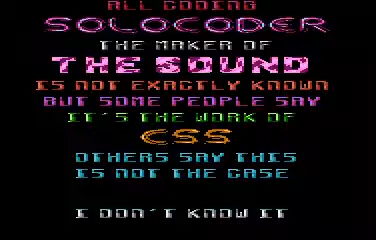 ALL CODING
SOLOCODER
THE MAKER OF
THE SOUND
IS NOT EXACTLY KNOWN
BUT SOME PEOPLE SAY
IT'S THE WORK OF
CSS
OTHERS SAY THIS
IS NOT THE CASE
I DON'T KNOW IT